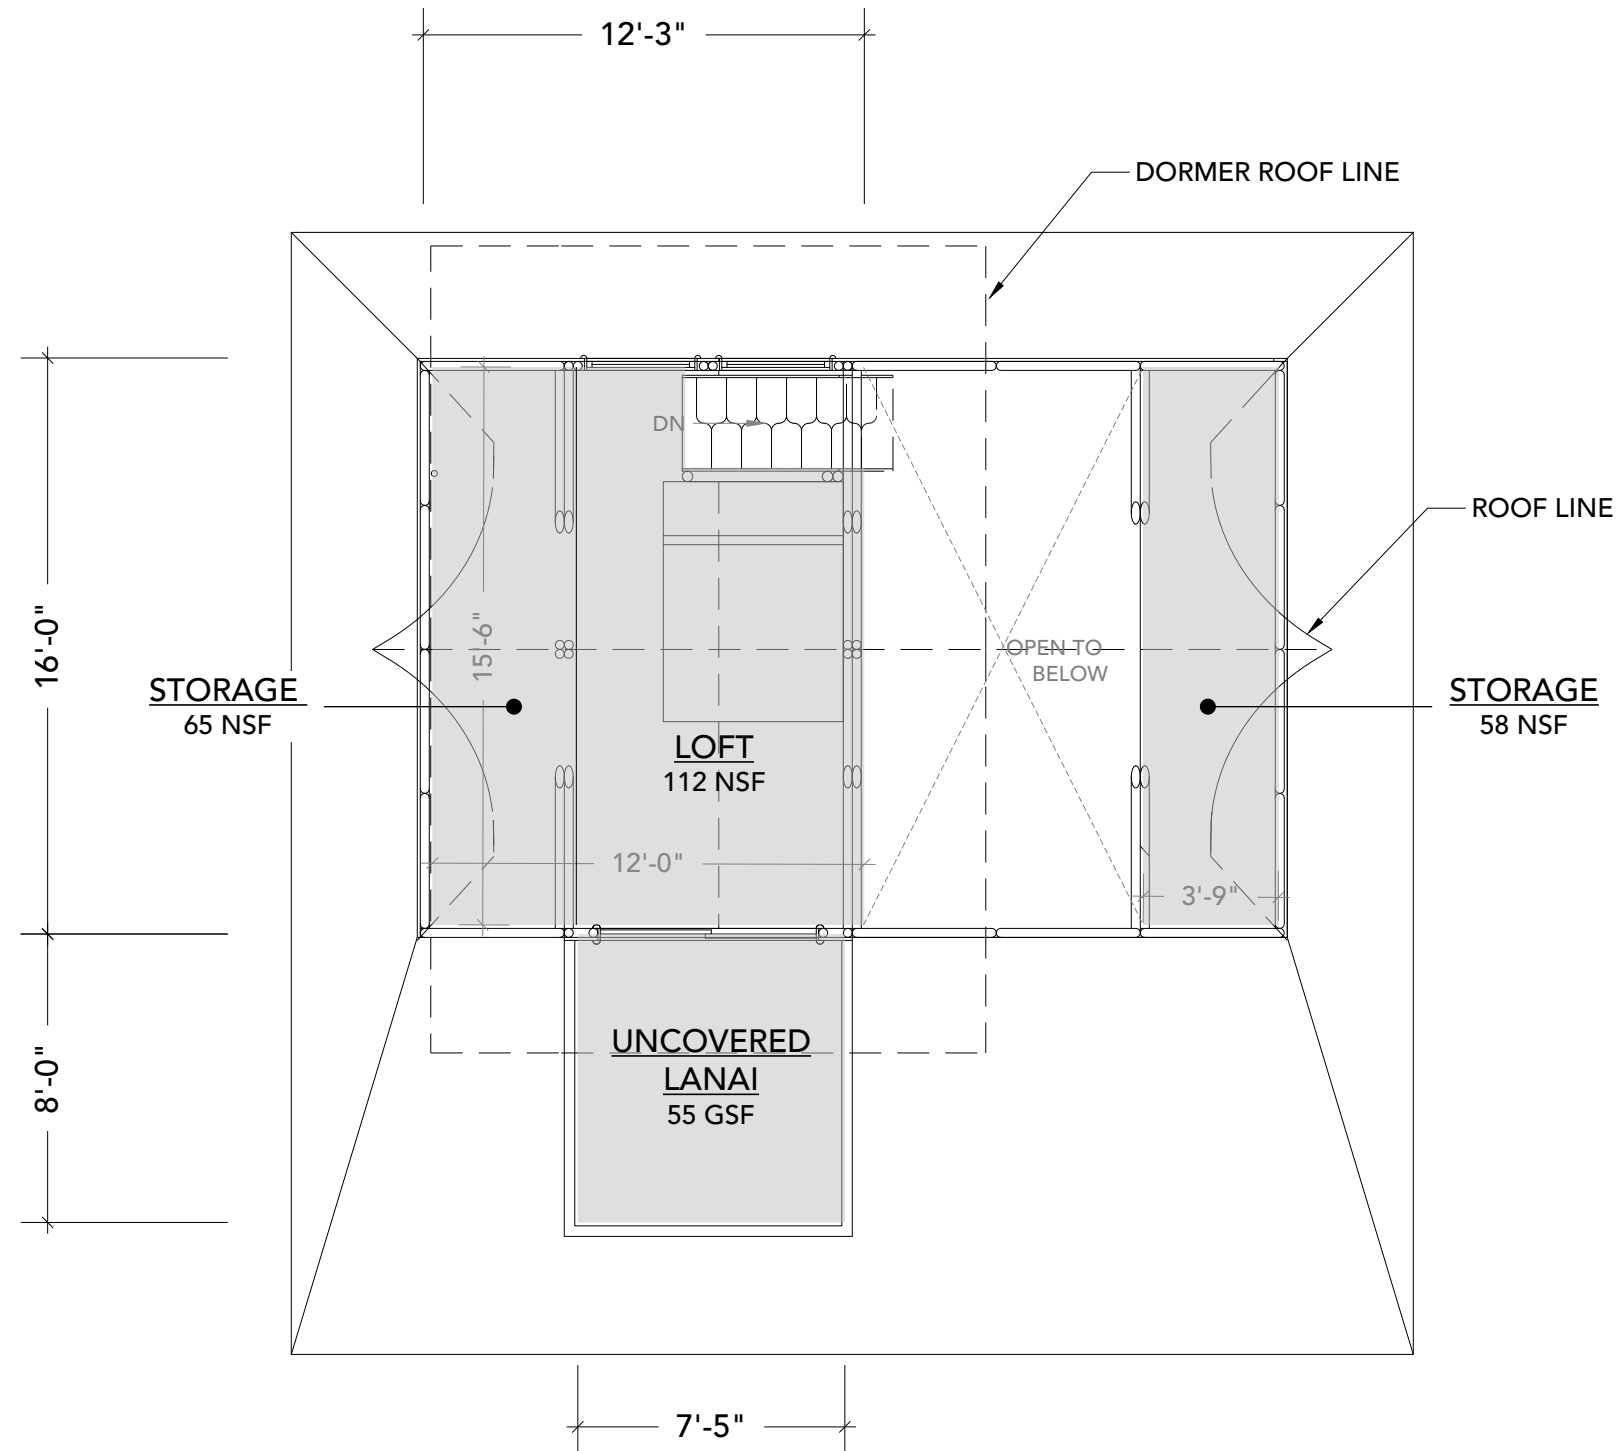 12'-3"
DORMER ROOF LINE
DN
ROOF LINE
16'-0"
15'-6"
OPEN TO
BELOW
STORAGE
65 NSF
STORAGE
58 NSF
LOFT
112 NSF
12'-0"
3'-9"
8'-0"
UNCOVERED
LANAI
55 GSF
7'-5"